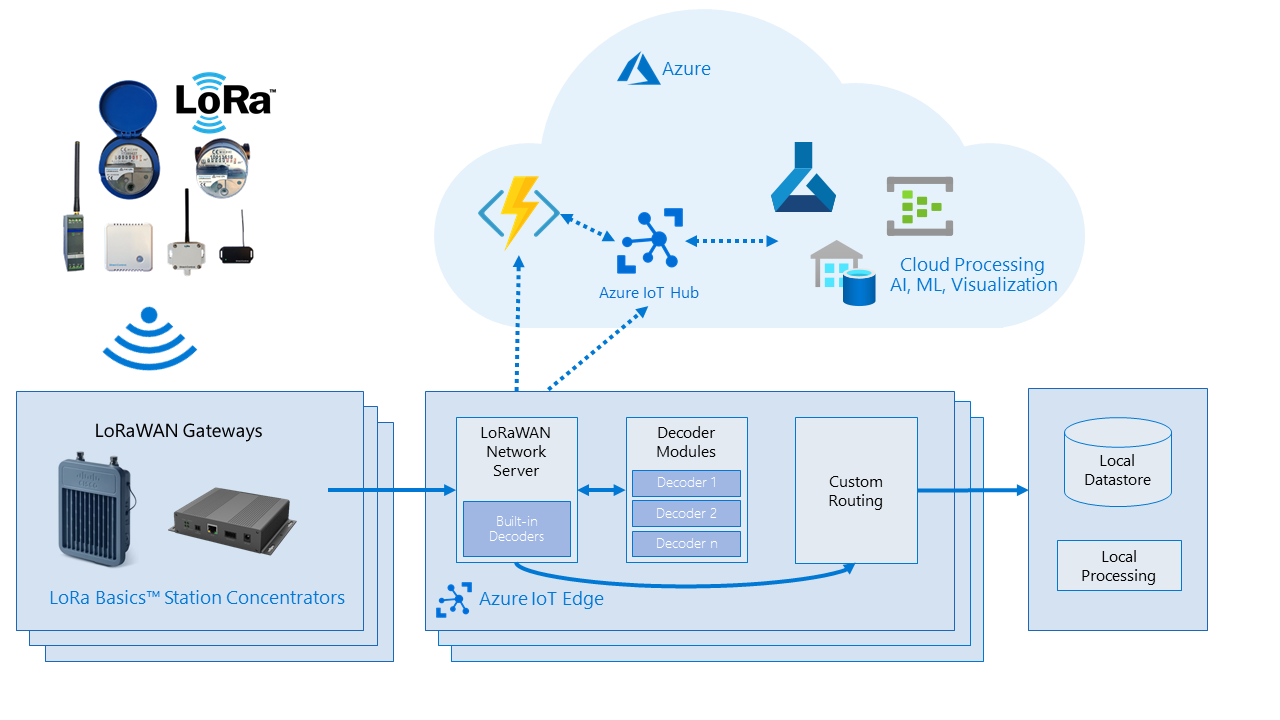 LoRa™
Azure
Azure IoT Hub
Cloud Processing
AI, ML, Visualization
LoRaWAN Gateways
LoRa Basics™ Station Concentrators
LoRaWAN
Network
Server
Built-in
Decoders
Decoder
Modules
Decoder 1
Decoder 2
Decoder n
Custom
Routing
Azure IoT Edge
Local
Datastore
Local
Processing